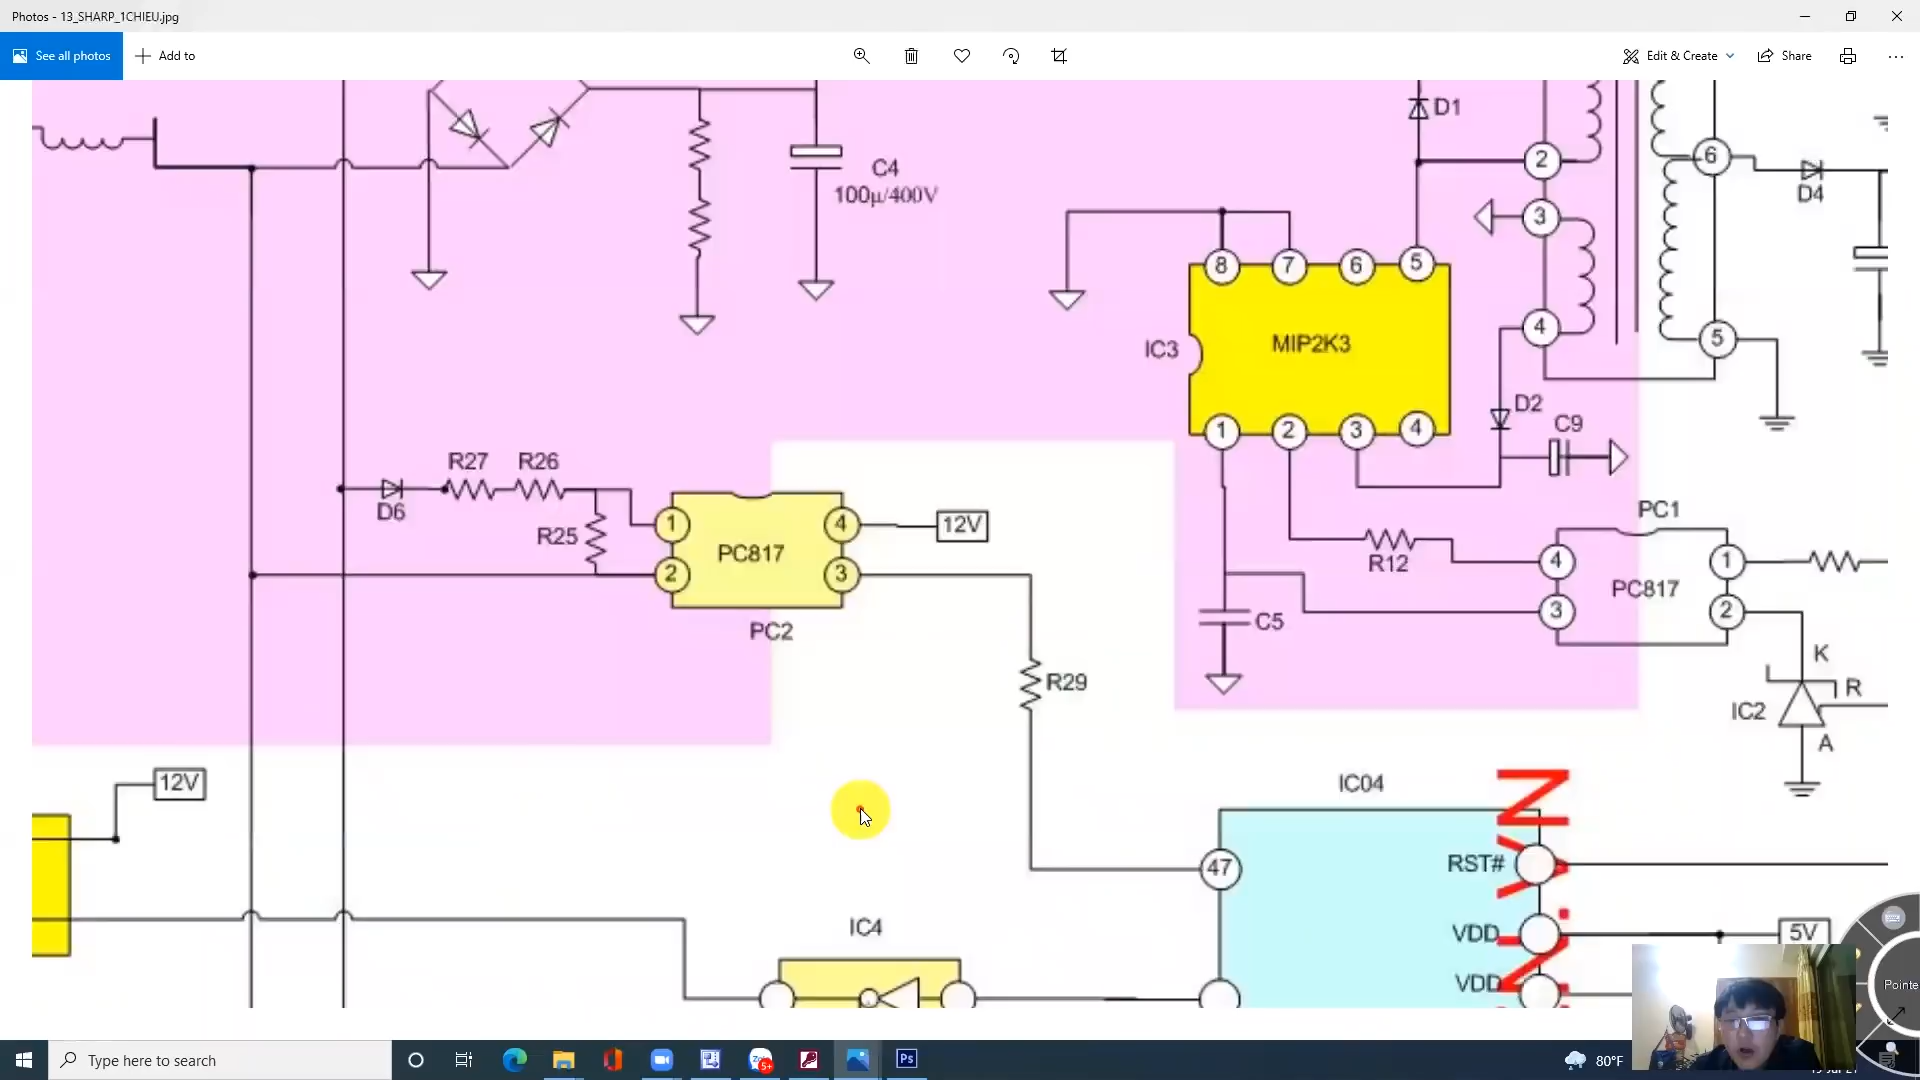 Photos - 13_SHARP_1CHIEU.jpg
See all photos
Add to
Edit & Create
Share
D1
2
6
C4
100μ/400V
D4
3
8
7
6
5
4
5
IC3
MIP2K3
D2
C9
1
2
3
4
R27
R26
D6
R25
1
4
12V
PC817
2
3
PC2
PC1
R12
4
1
PC817
3
2
C5
K
R
IC2
A
R29
12V
IC04
47
RST#
VDD
5V
VDD
IC4
Pointe
Type here to search
5+
Ps
80°F